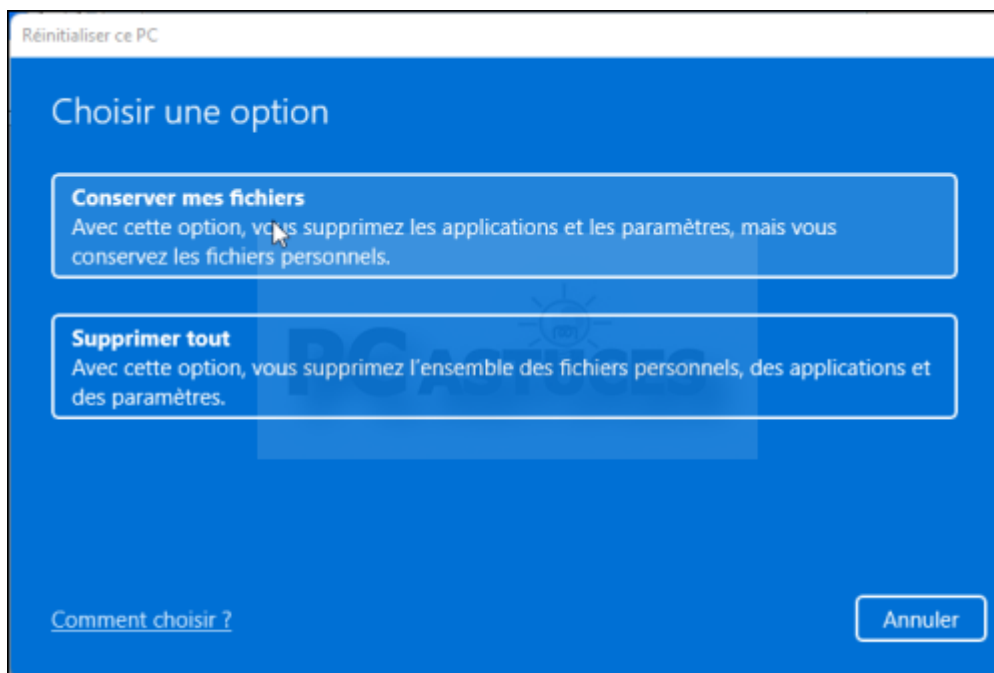 Réinitialiser ce PC
Choisir une option
Conserver mes fichiers
Avec cette option, vous supprimez les applications et les paramètres, mais vous
conservez les fichiers personnels.
Supprimer tout
Avec cette option, vous supprimez l'ensemble des fichiers personnels, des applications et
des paramètres.
PC ASTUCES
Comment choisir ?
Annuler